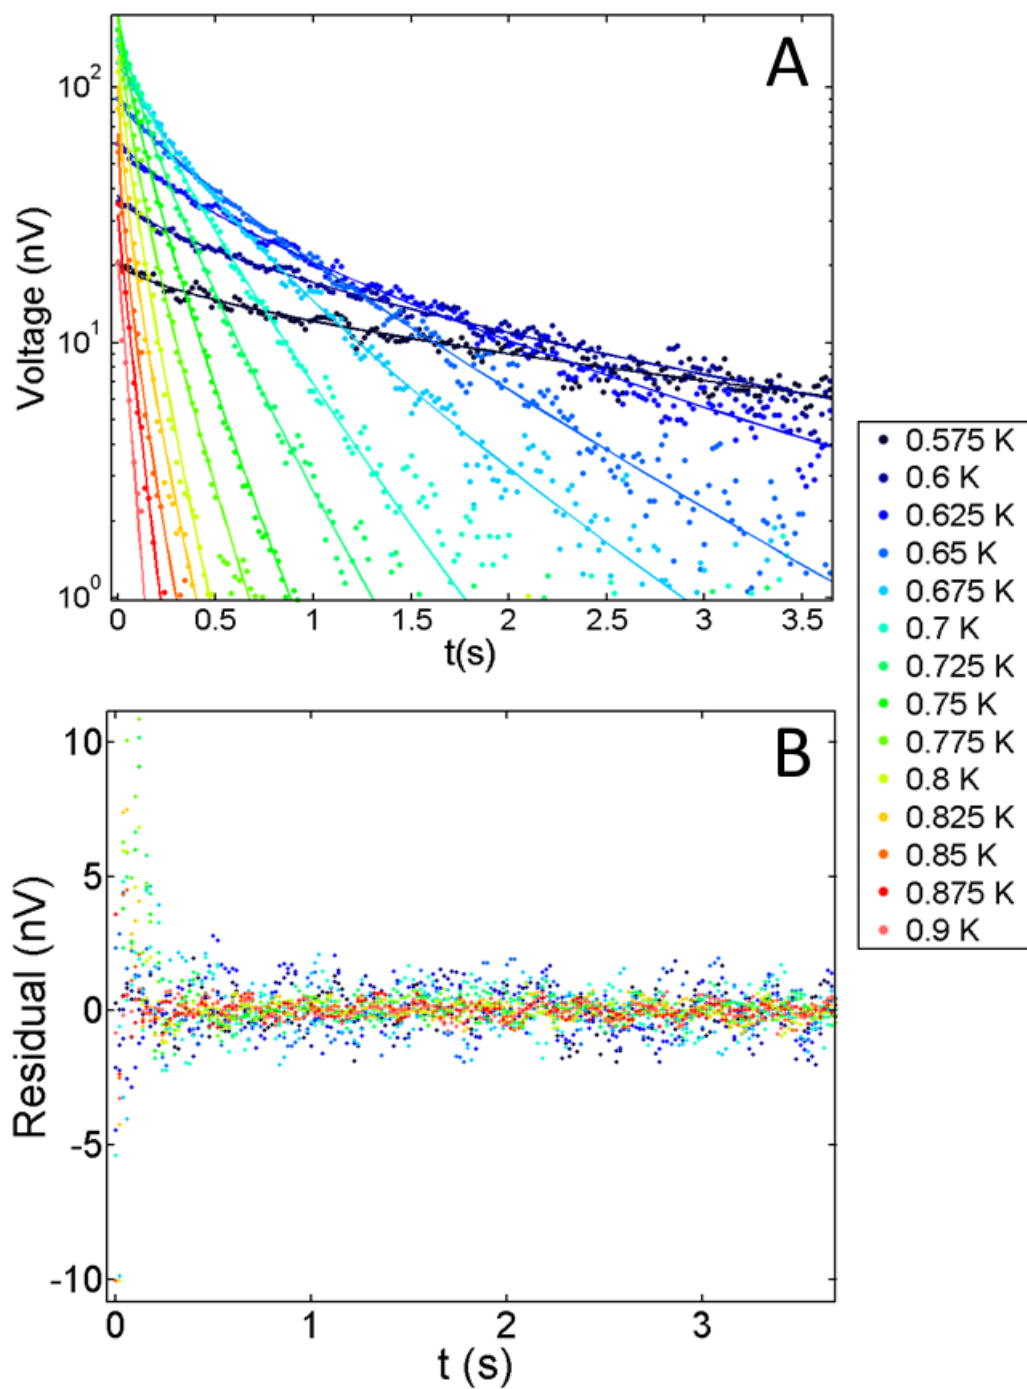 A
10²
10¹
10⁰
Voltage (nV)
0 0.5 1 1.5 2 2.5 3 3.5
t(s)
0.575 K
0.6 K
0.625 K
0.65 K
0.675 K
0.7 K
0.725 K
0.75 K
0.775 K
0.8 K
0.825 K
0.85 K
0.875 K
0.9 K
B
10
5
0
-5
-10
Residual (nV)
0 1 2 3
t (s)